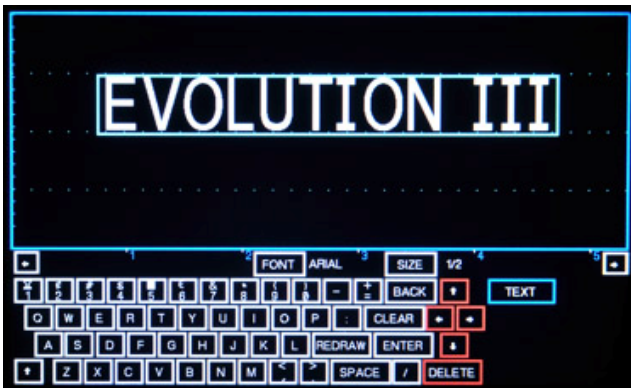 EVOLUTION III
1 2 3 4 5
FONT ARIAL SIZE 1/2
1 2 # 3 $ 4 5 6 & 7 * 8 ( 9 ) 0 - + = BACK TEXT
Q W E R T Y U I O P : CLEAR
A S D F G H J K L REDRAW ENTER
Z X C V B N M < , > . SPACE / DELETE